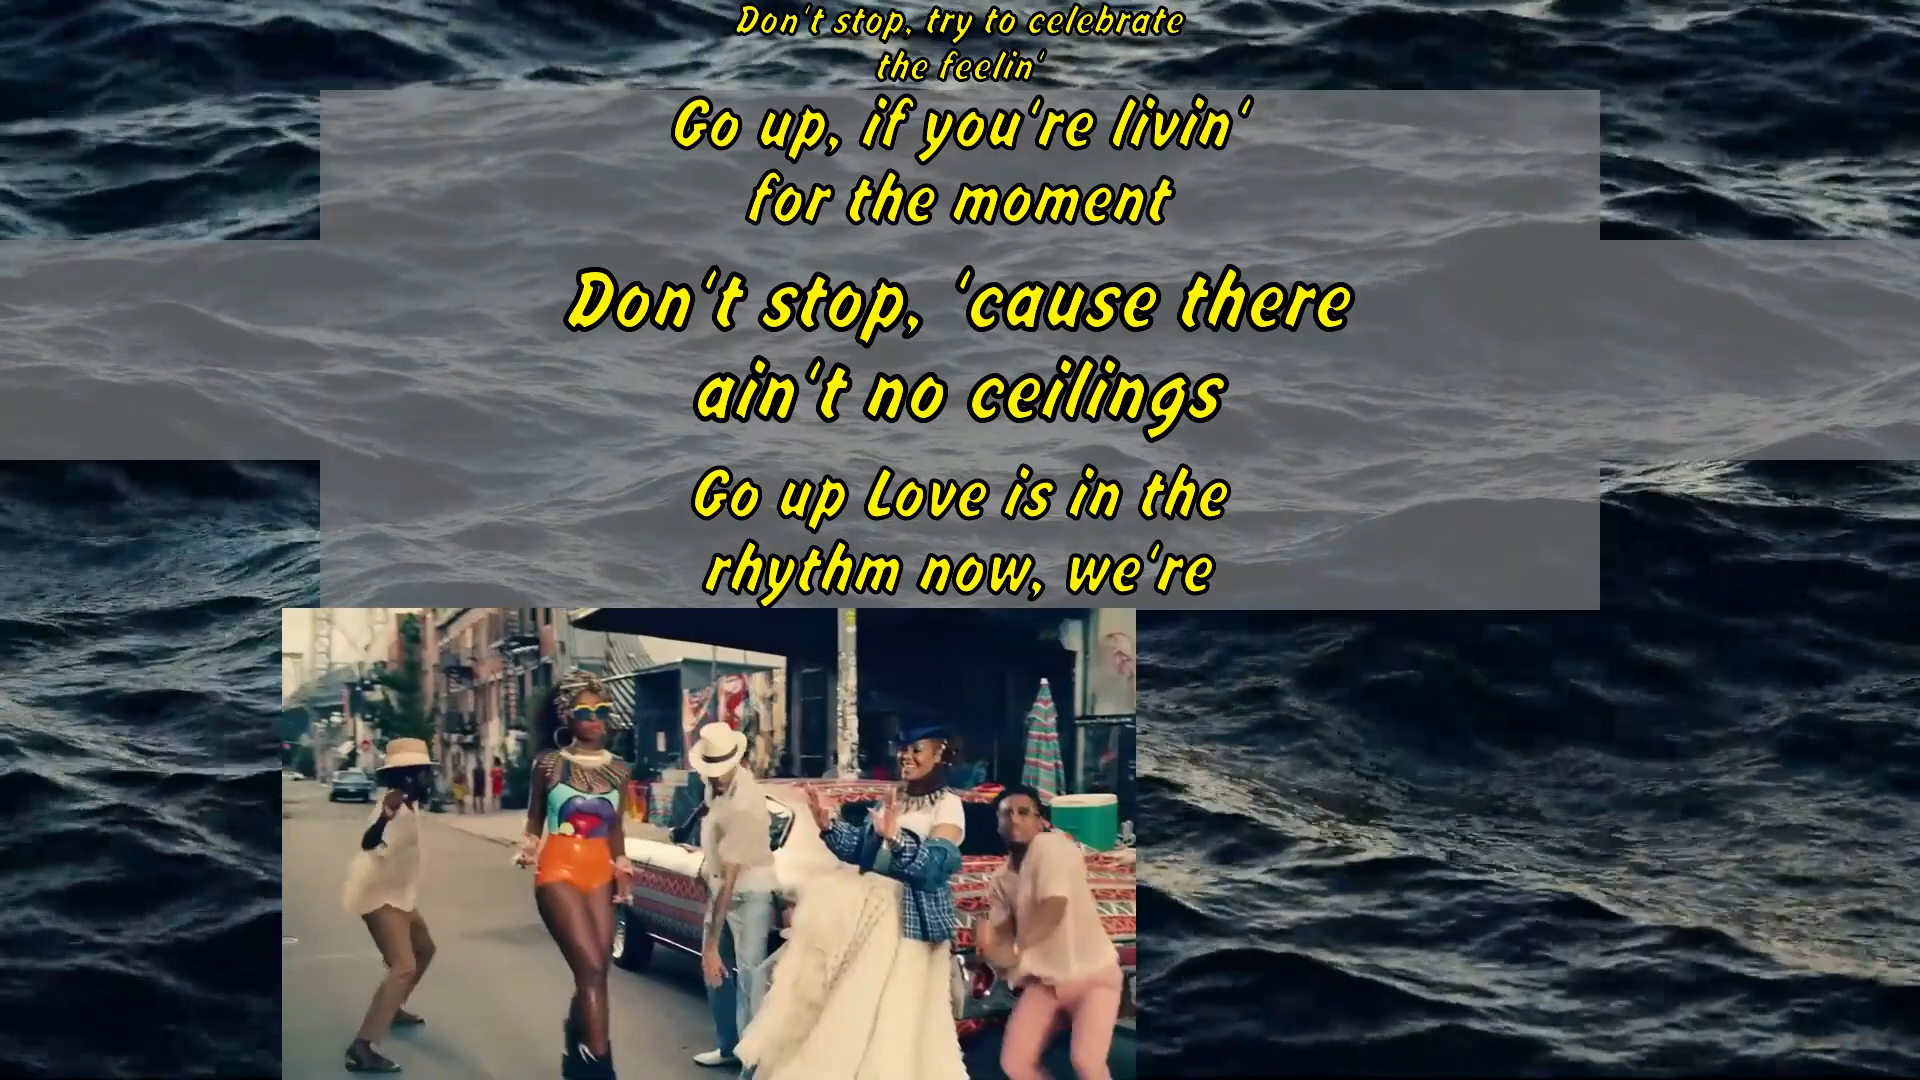 Don't stop, try to celebrate
the feelin'
Go up, if you're livin'
for the moment
Don't stop, 'cause there
ain't no ceilings
Go up Love is in the
rhythm now, we're